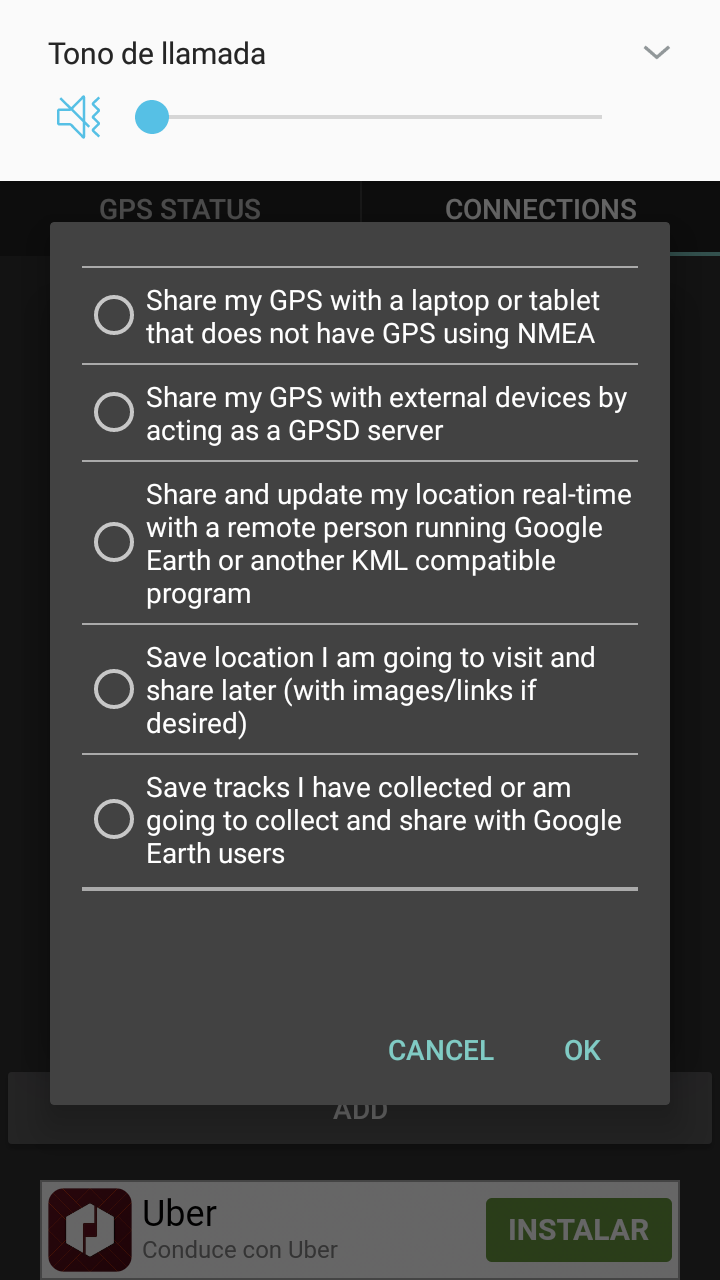 Tono de llamada
GPS STATUS
CONNECTIONS
Share my GPS with a laptop or tablet
that does not have GPS using NMEA
Share my GPS with external devices by
acting as a GPSD server
Share and update my location real-time
with a remote person running Google
Earth or another KML compatible
program
Save location I am going to visit and
share later (with images/links if
desired)
Save tracks I have collected or am
going to collect and share with Google
Earth users
CANCEL
OK
ADD
Uber
Conduce con Uber
INSTALAR